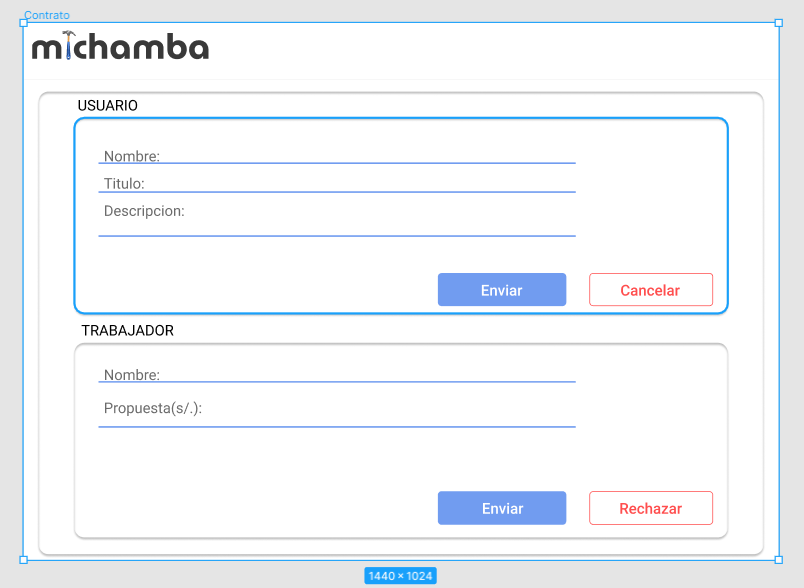 Contrato
michamba
USUARIO
Nombre:
Titulo:
Descripcion:
Enviar
Cancelar
TRABAJADOR
Nombre:
Propuesta(s/.):
Enviar
Rechazar
1440 × 1024